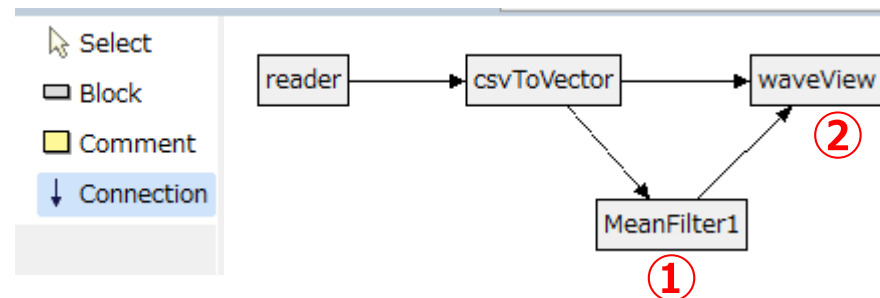 Select
Block
Comment
Connection
reader
csvToVector
waveView
②
MeanFilter1
①